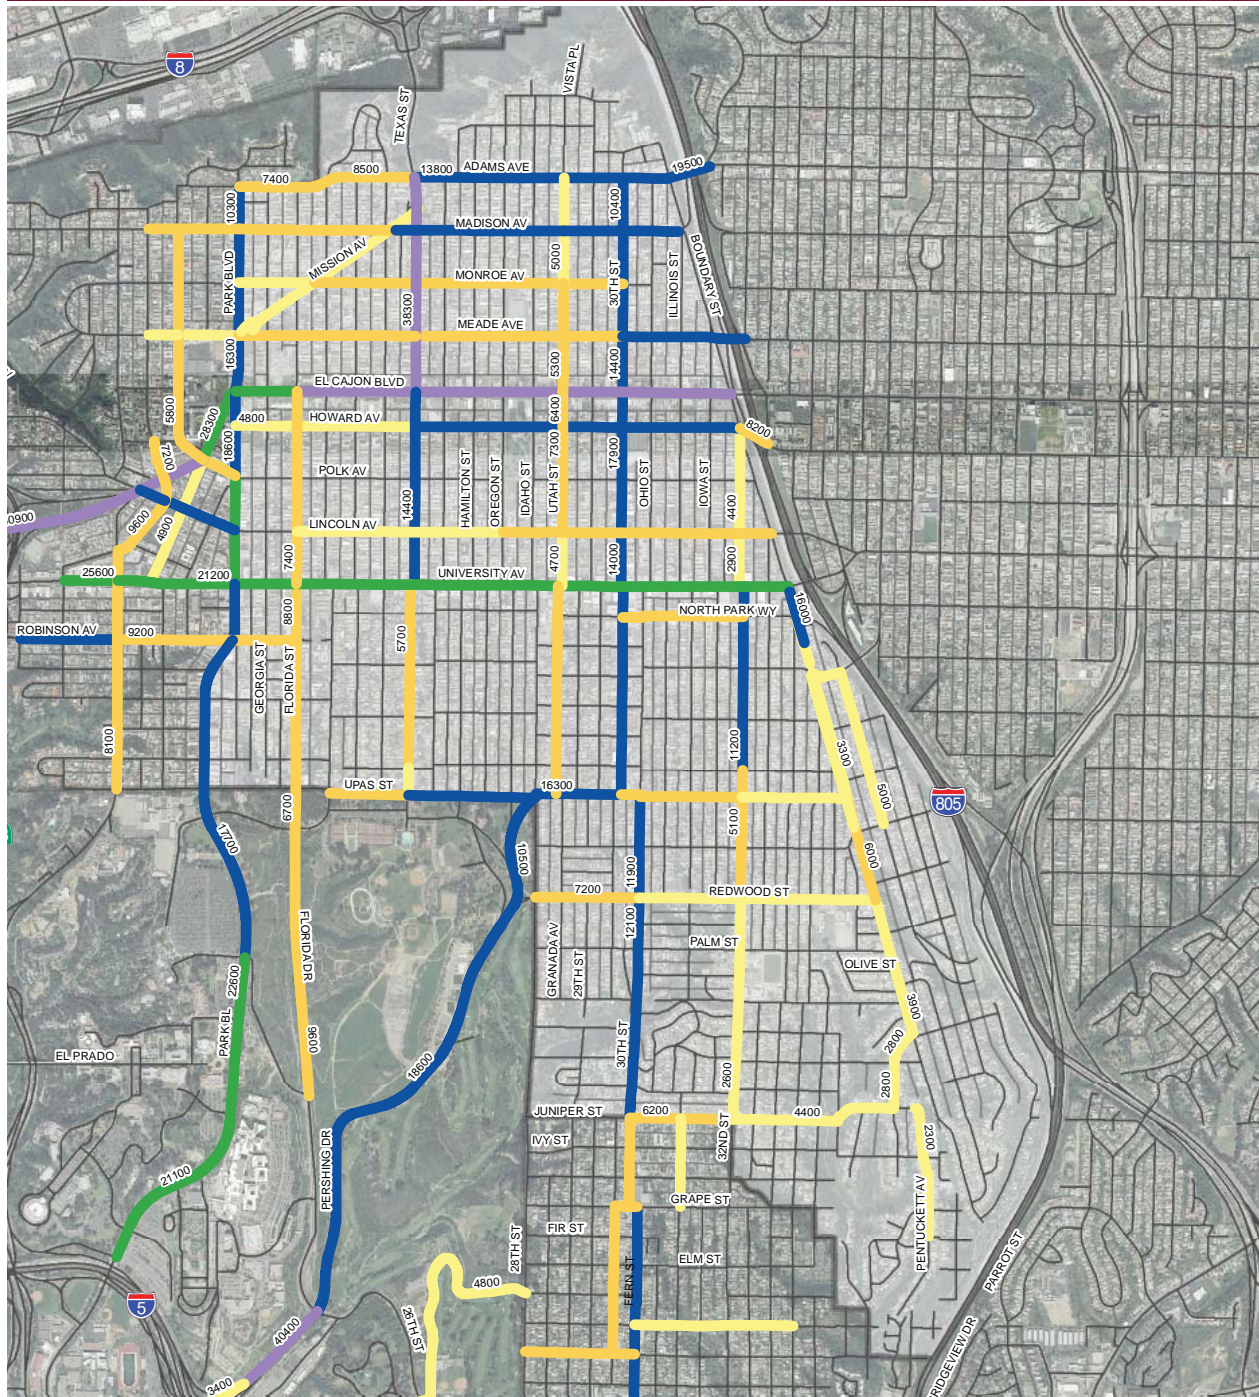 8
VISTA PL
TEXAS ST
7400
8500
13800
ADAMS AVE
19500
10300
10400
MADISON AV
MISSION AV
PARK BLVD
5000
MONROE AV
30TH ST
ILLINOIS ST
BOUNDARY ST
38300
MEADE AVE
16300
5300
14400
EL CAJON BLVD
5800
28300
4800
HOWARD AV
6400
8200
18600
7300
17900
7200
POLK AV
HAMILTON ST
OREGON ST
IDAHO ST
UTAH ST
OHIO ST
IOWA ST
14400
4400
9600
4900
LINCOLN AV
7400
4700
14000
2900
25600
21200
UNIVERSITY AV
16000
8800
NORTH PARK WY
ROBINSON AV
9200
5700
GEORGIA ST
FLORIDA ST
8100
11200
3300
UPAS ST
16300
5000
805
6700
5100
17700
10500
11900
6000
7200
REDWOOD ST
12100
FLORIDA DR
PALM ST
GRANADA AV
29TH ST
OLIVE ST
22600
3900
PARK BL
9600
30TH ST
2800
EL PRADO
18600
2600
2800
JUNIPER ST
6200
4400
IVY ST
32ND ST
2300
PERSHING DR
21100
GRAPE ST
PENTUCKETT AV
FIR ST
28TH ST
ELM ST
FERN ST
PARROT ST
4800
5
26TH ST
40400
3400
RIDGEVIEW DR